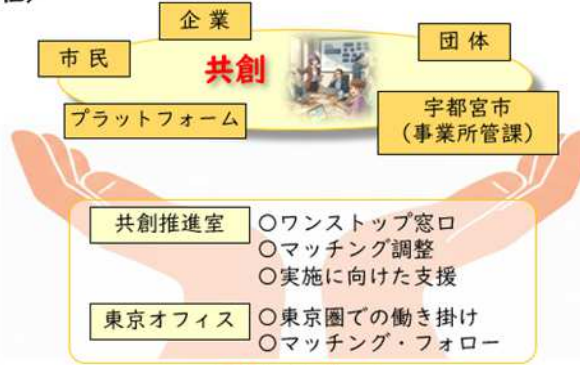 企業
市民
団体
共創
プラットフォーム
宇都宮市
（事業所管課）
共創推進室
○ワンストップ窓口
○マッチング調整
○実施に向けた支援
東京オフィス
○東京圏での働き掛け
○マッチング・フォロー